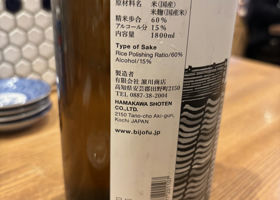 原材料名 米(国産)
米麹(国産米)
精米歩合 60%
アルコール分 15%
内容量 1800ml
Type of Sake
Rice Polishing Ratio/60%
Alcohol/15%
製造者
有限会社 濵川商店
高知県安芸郡田野町2150
TEL 0887-38-2004
HAMAKAWA SHOTEN
CO.,LTD.
2150 Tano-cho Aki-gun,
Kochi JAPAN
www.bijofu.jp